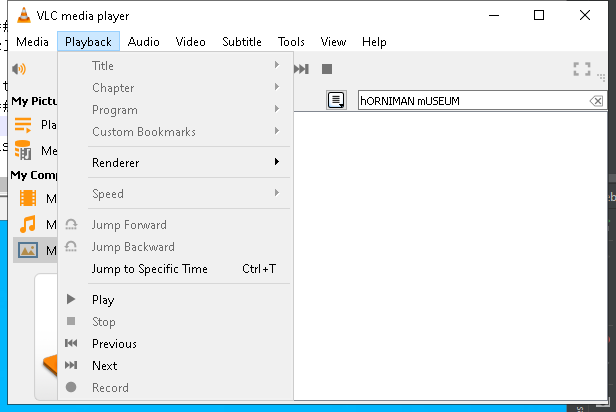 VLC media player
Media Playback Audio Video Subtitle Tools View Help
Title
Chapter
hORNIMAN mUSEUM
My Pictu
Program
Pla
Custom Bookmarks
Me
Renderer
My Comp
Speed
M
Jump Forward
M
Jump Backward
M
Jump to Specific Time Ctrl+T
Play
Stop
Previous
Next
Record